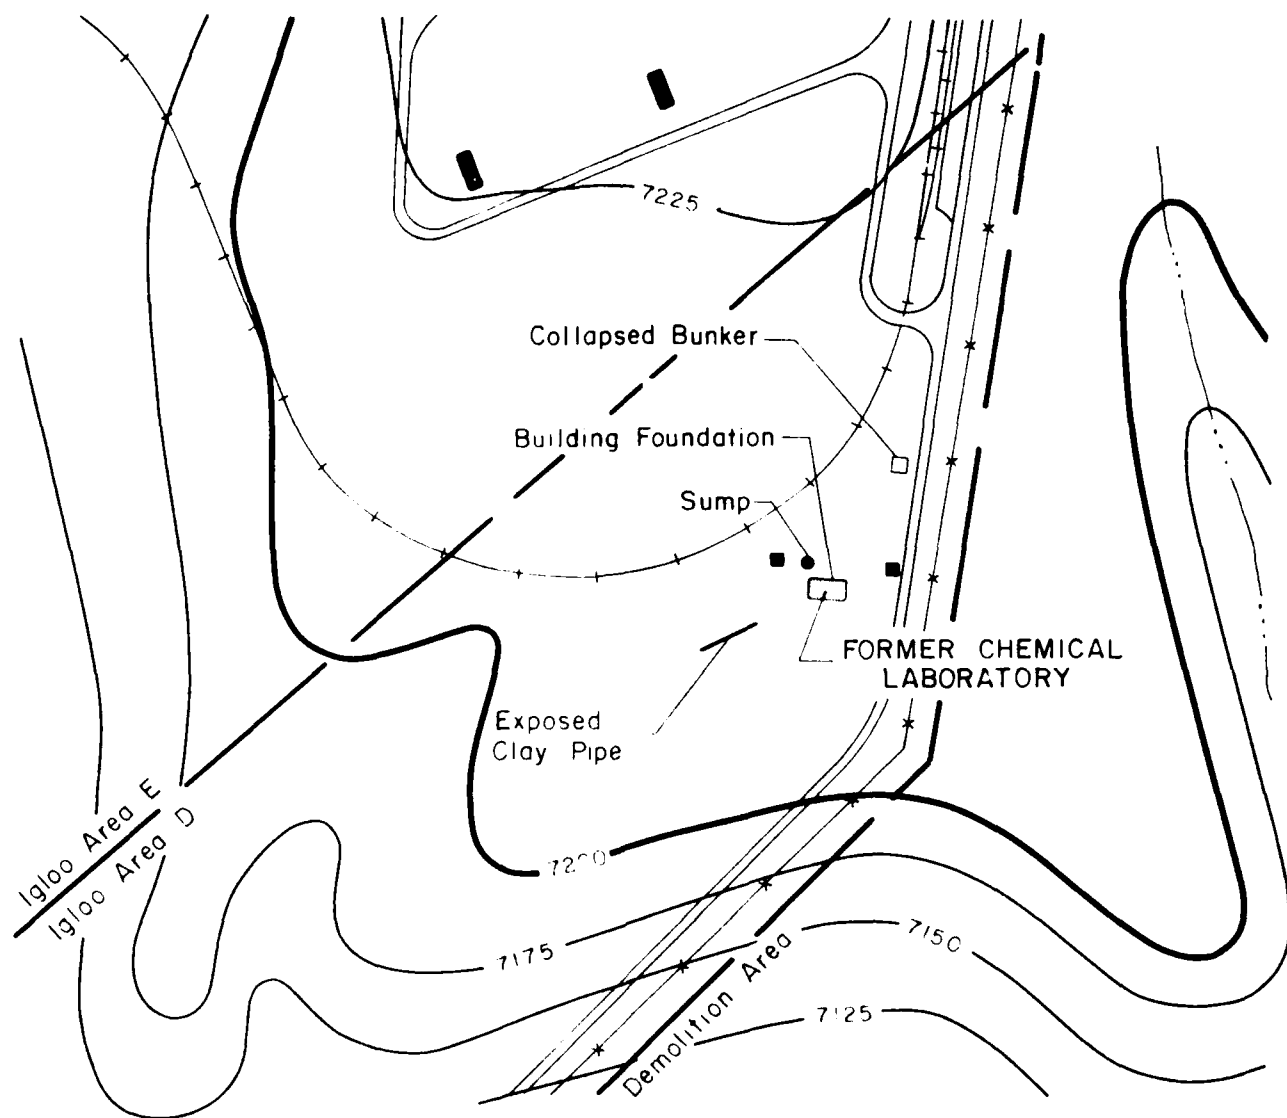 7225
Collapsed Bunker
Building Foundation
Sump
FORMER CHEMICAL
LABORATORY
Exposed
Clay Pipe
Igloo Area E
Igloo Area D
7200
7175
7150
Demolition Area
7125